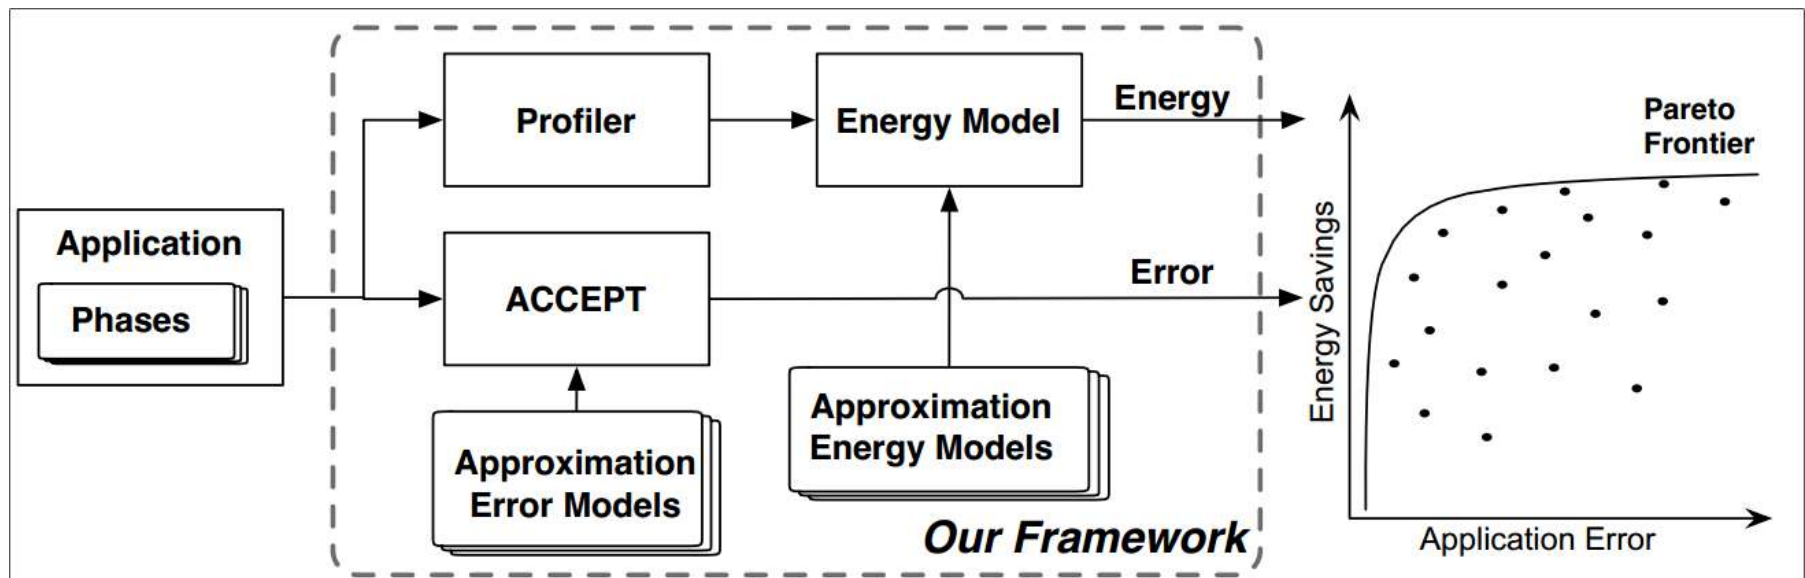 Application
Phases
Profiler
Energy Model
Energy
ACCEPT
Error
Approximation
Error Models
Approximation
Energy Models
Our Framework
Pareto
Frontier
Energy Savings
Application Error